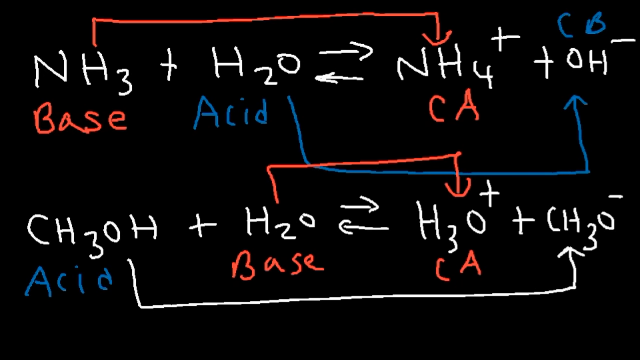 CB
NH₃ + H₂O ⇌ NH₄⁺ + OH⁻
Base Acid CA
CH₃OH + H₂O ⇌ H₃O⁺ + CH₃O⁻
Acid Base CA